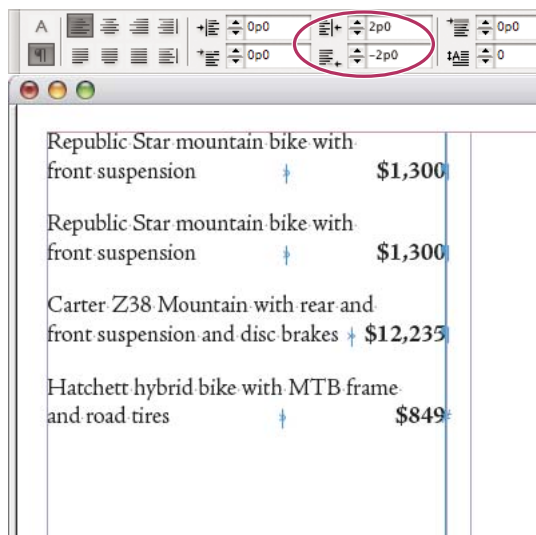 A 0p0 2p0 0p0
¶ 0p0 -2p0 A 0
Republic Star mountain bike with
front suspension $1,300
Republic Star mountain bike with
front suspension $1,300
Carter Z38 Mountain with rear and
front suspension and disc brakes $12,235
Hatchett hybrid bike with MTB frame
and road tires $849